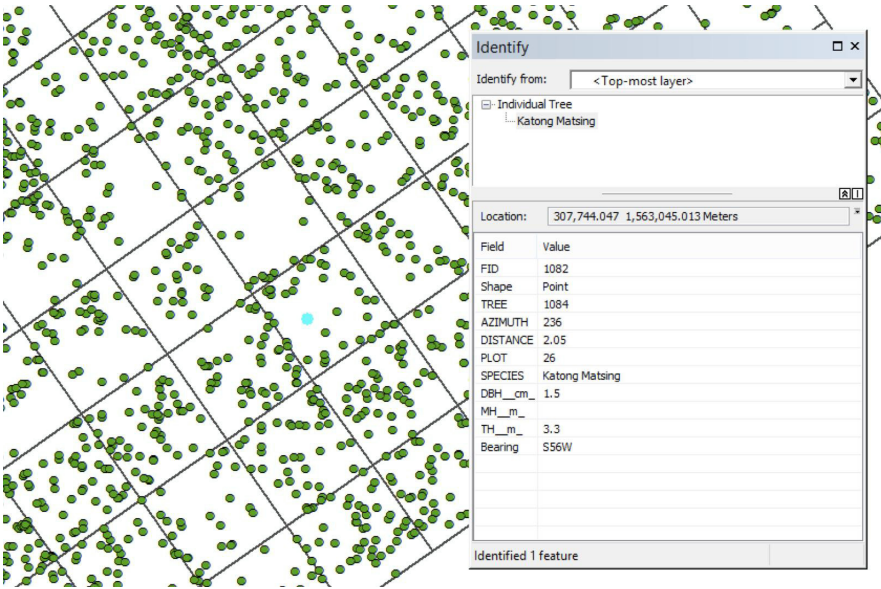 Identify
Identify from: <Top-most layer>
Individual Tree
Katong Matsing
Location: 307,744.047 1,563,045.013 Meters
Field Value
FID 1082
Shape Point
TREE 1084
AZIMUTH 236
DISTANCE 2.05
PLOT 26
SPECIES Katong Matsing
DBH__cm_ 1.5
MH__m_
TH__m_ 3.3
Bearing S56W
Identified 1 feature